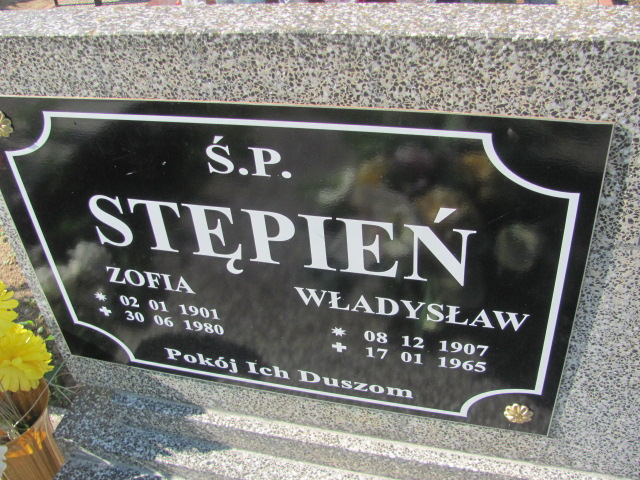 Ś.P.
STĘPIEŃ
ZOFIA
* 02 01 1901
+ 30 06 1980
WŁADYSŁAW
* 08 12 1907
+ 17 01 1965
Pokój Ich Duszom